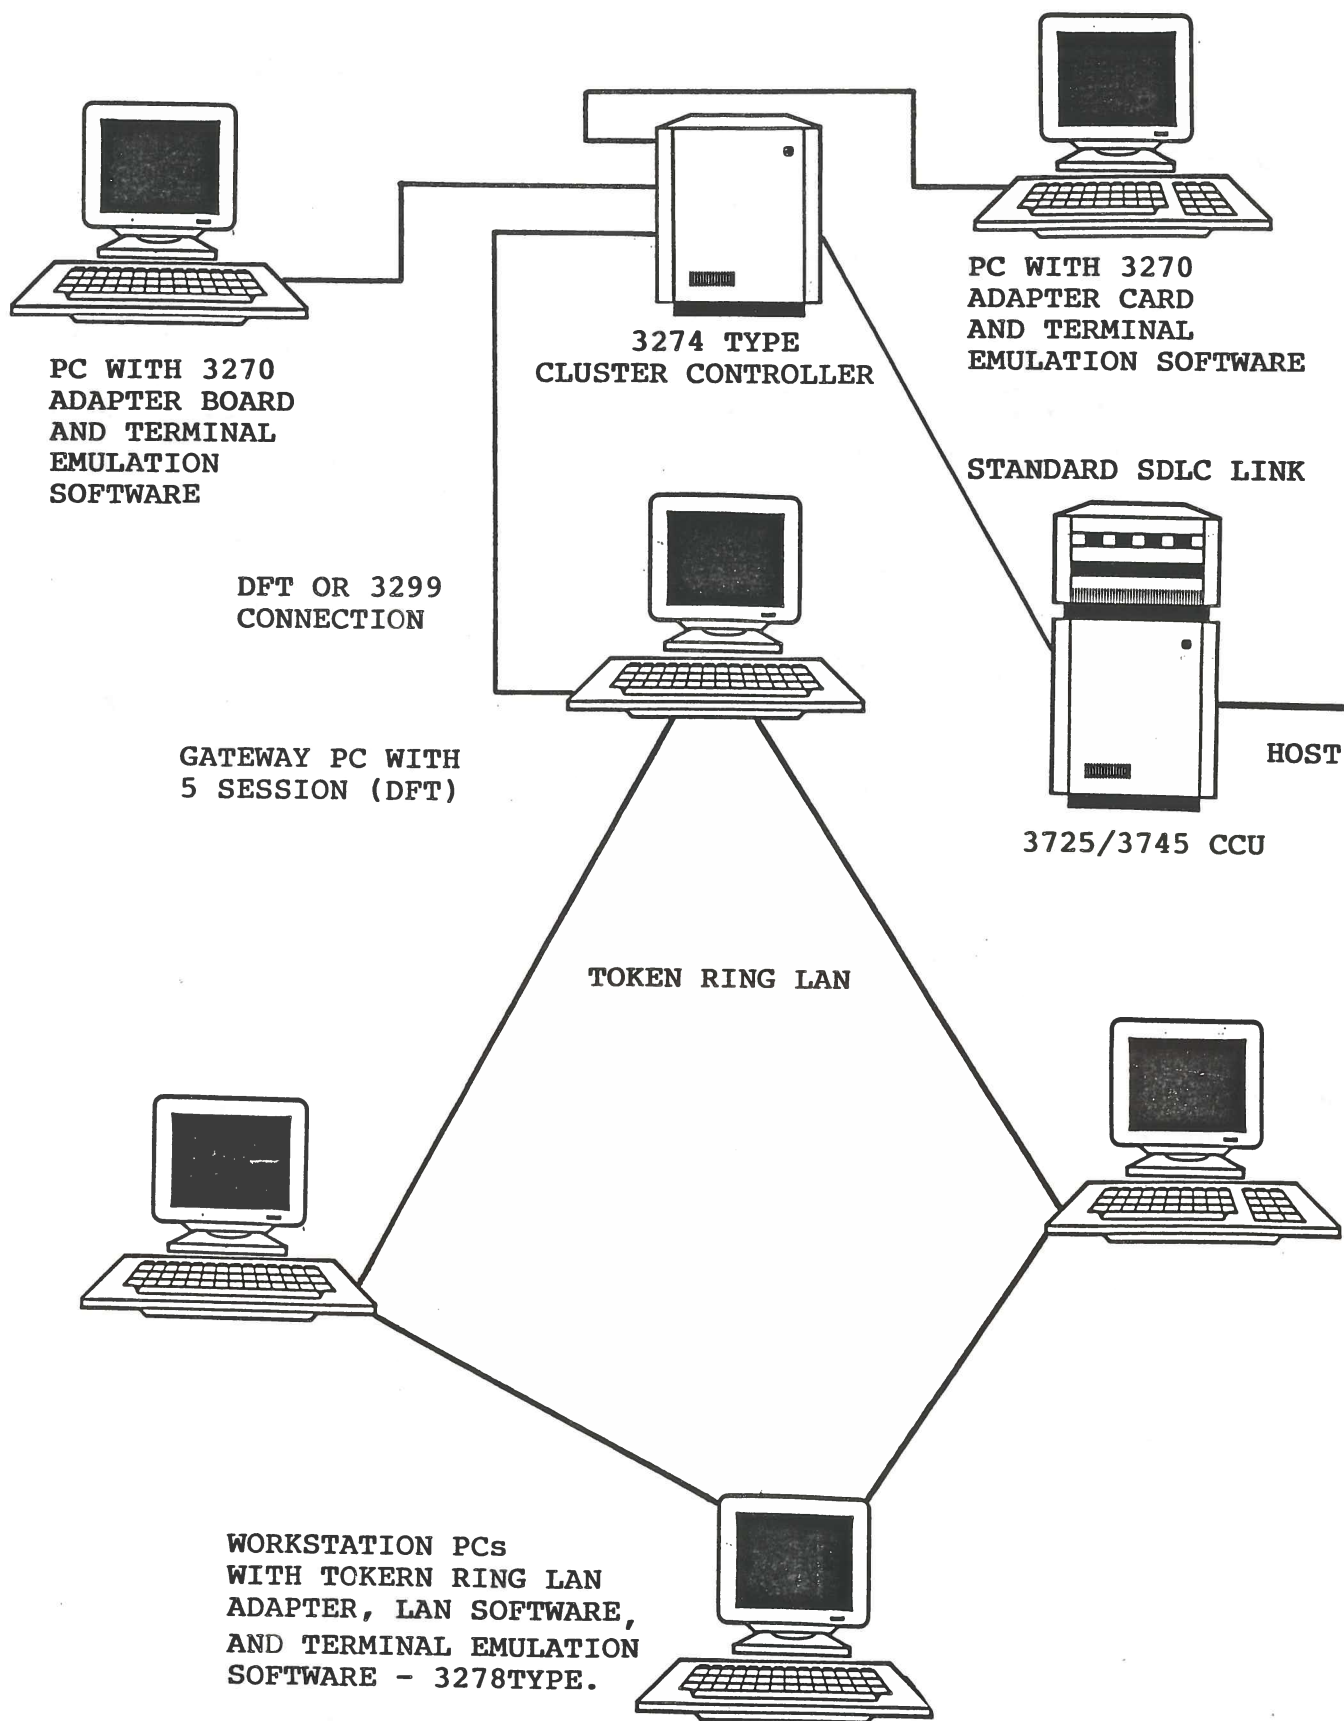 PC WITH 3270
ADAPTER BOARD
AND TERMINAL
EMULATION
SOFTWARE
3274 TYPE
CLUSTER CONTROLLER
PC WITH 3270
ADAPTER CARD
AND TERMINAL
EMULATION SOFTWARE
STANDARD SDLC LINK
DFT OR 3299
CONNECTION
GATEWAY PC WITH
5 SESSION (DFT)
HOST
3725/3745 CCU
TOKEN RING LAN
WORKSTATION PCs
WITH TOKERN RING LAN
ADAPTER, LAN SOFTWARE,
AND TERMINAL EMULATION
SOFTWARE - 3278TYPE.